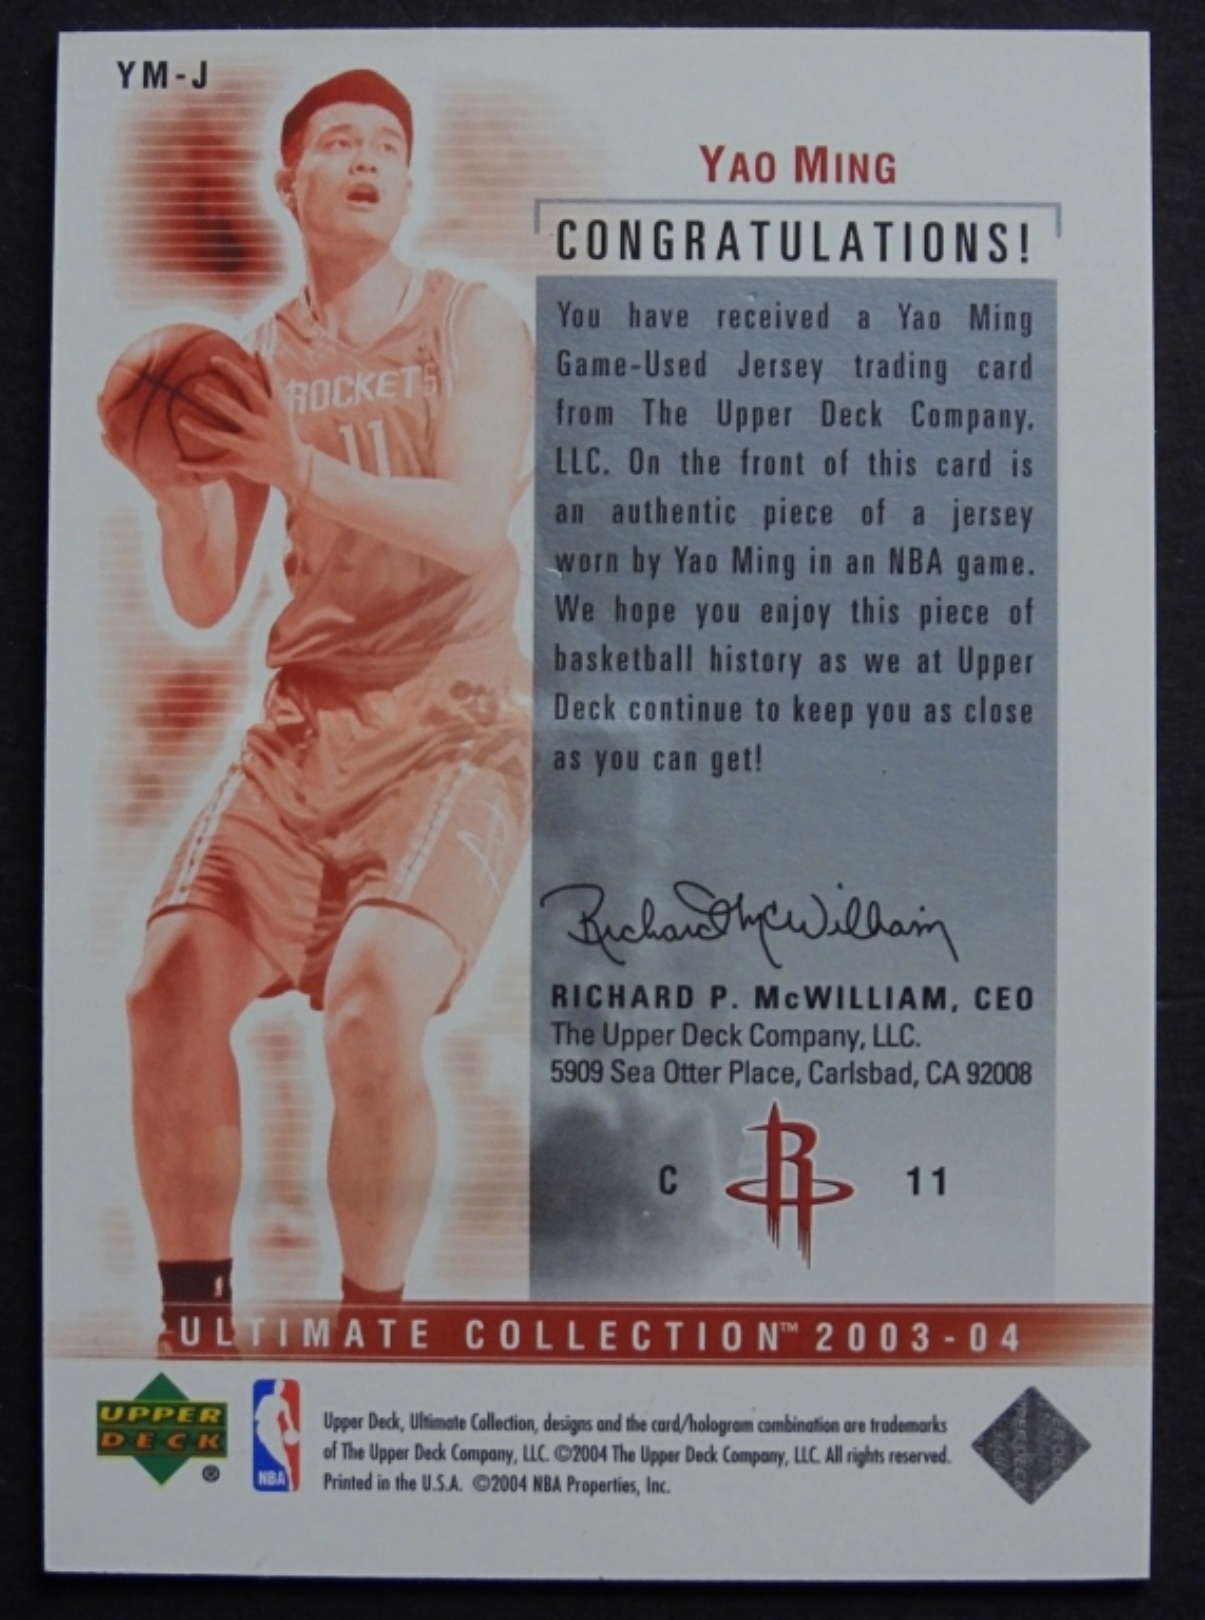 YM-J
YAO MING
CONGRATULATIONS!
You have received a Yao Ming
Game-Used Jersey trading card
from The Upper Deck Company,
LLC. On the front of this card is
an authentic piece of a jersey
worn by Yao Ming in an NBA game.
We hope you enjoy this piece of
basketball history as we at Upper
Deck continue to keep you as close
as you can get!
ROCKETS
11
Richard McWilliam
RICHARD P. McWILLIAM, CEO
The Upper Deck Company, LLC.
5909 Sea Otter Place, Carlsbad, CA 92008
C 11
ULTIMATE COLLECTION™ 2003-04
UPPER
DECK
®
NBA
Upper Deck, Ultimate Collection, designs and the card/hologram combination are trademarks
of The Upper Deck Company, LLC. ©2004 The Upper Deck Company, LLC. All rights reserved.
Printed in the U.S.A. ©2004 NBA Properties, Inc.